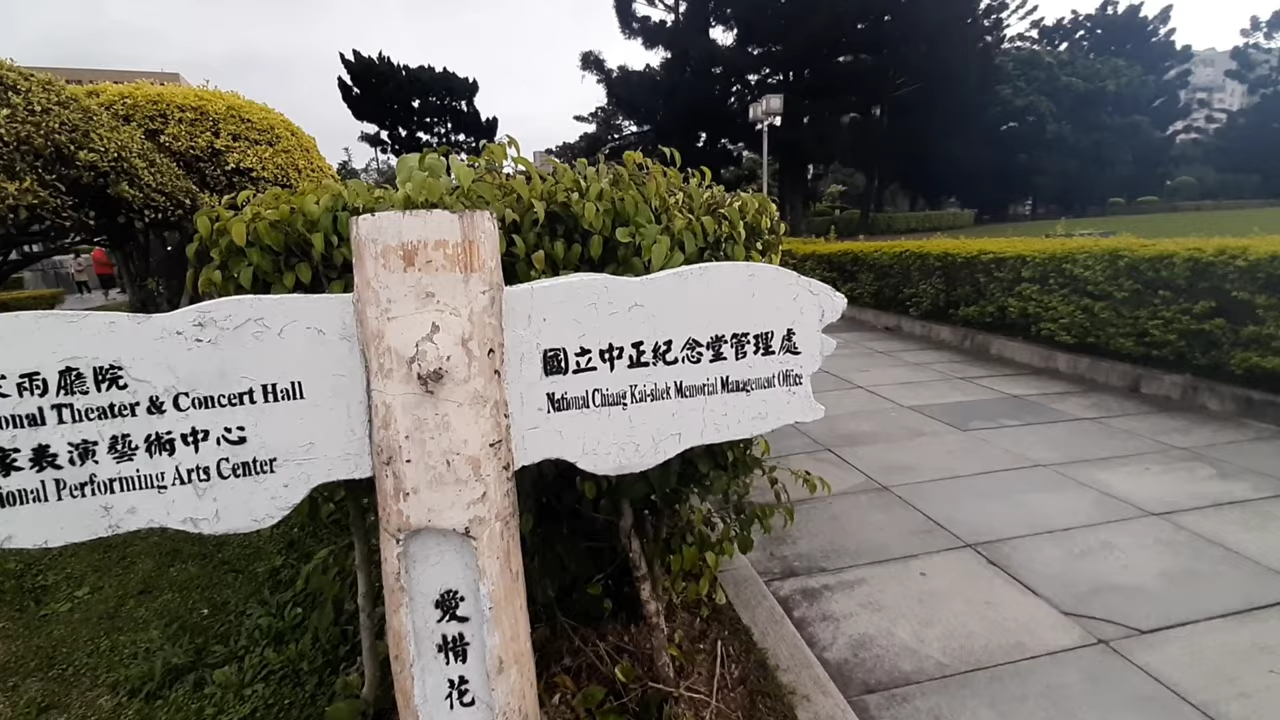 兩廳院
onal Theater & Concert Hall
家表演藝術中心
ional Performing Arts Center
國立中正紀念堂管理處
National Chiang Kai-shek Memorial Management Office
愛惜花